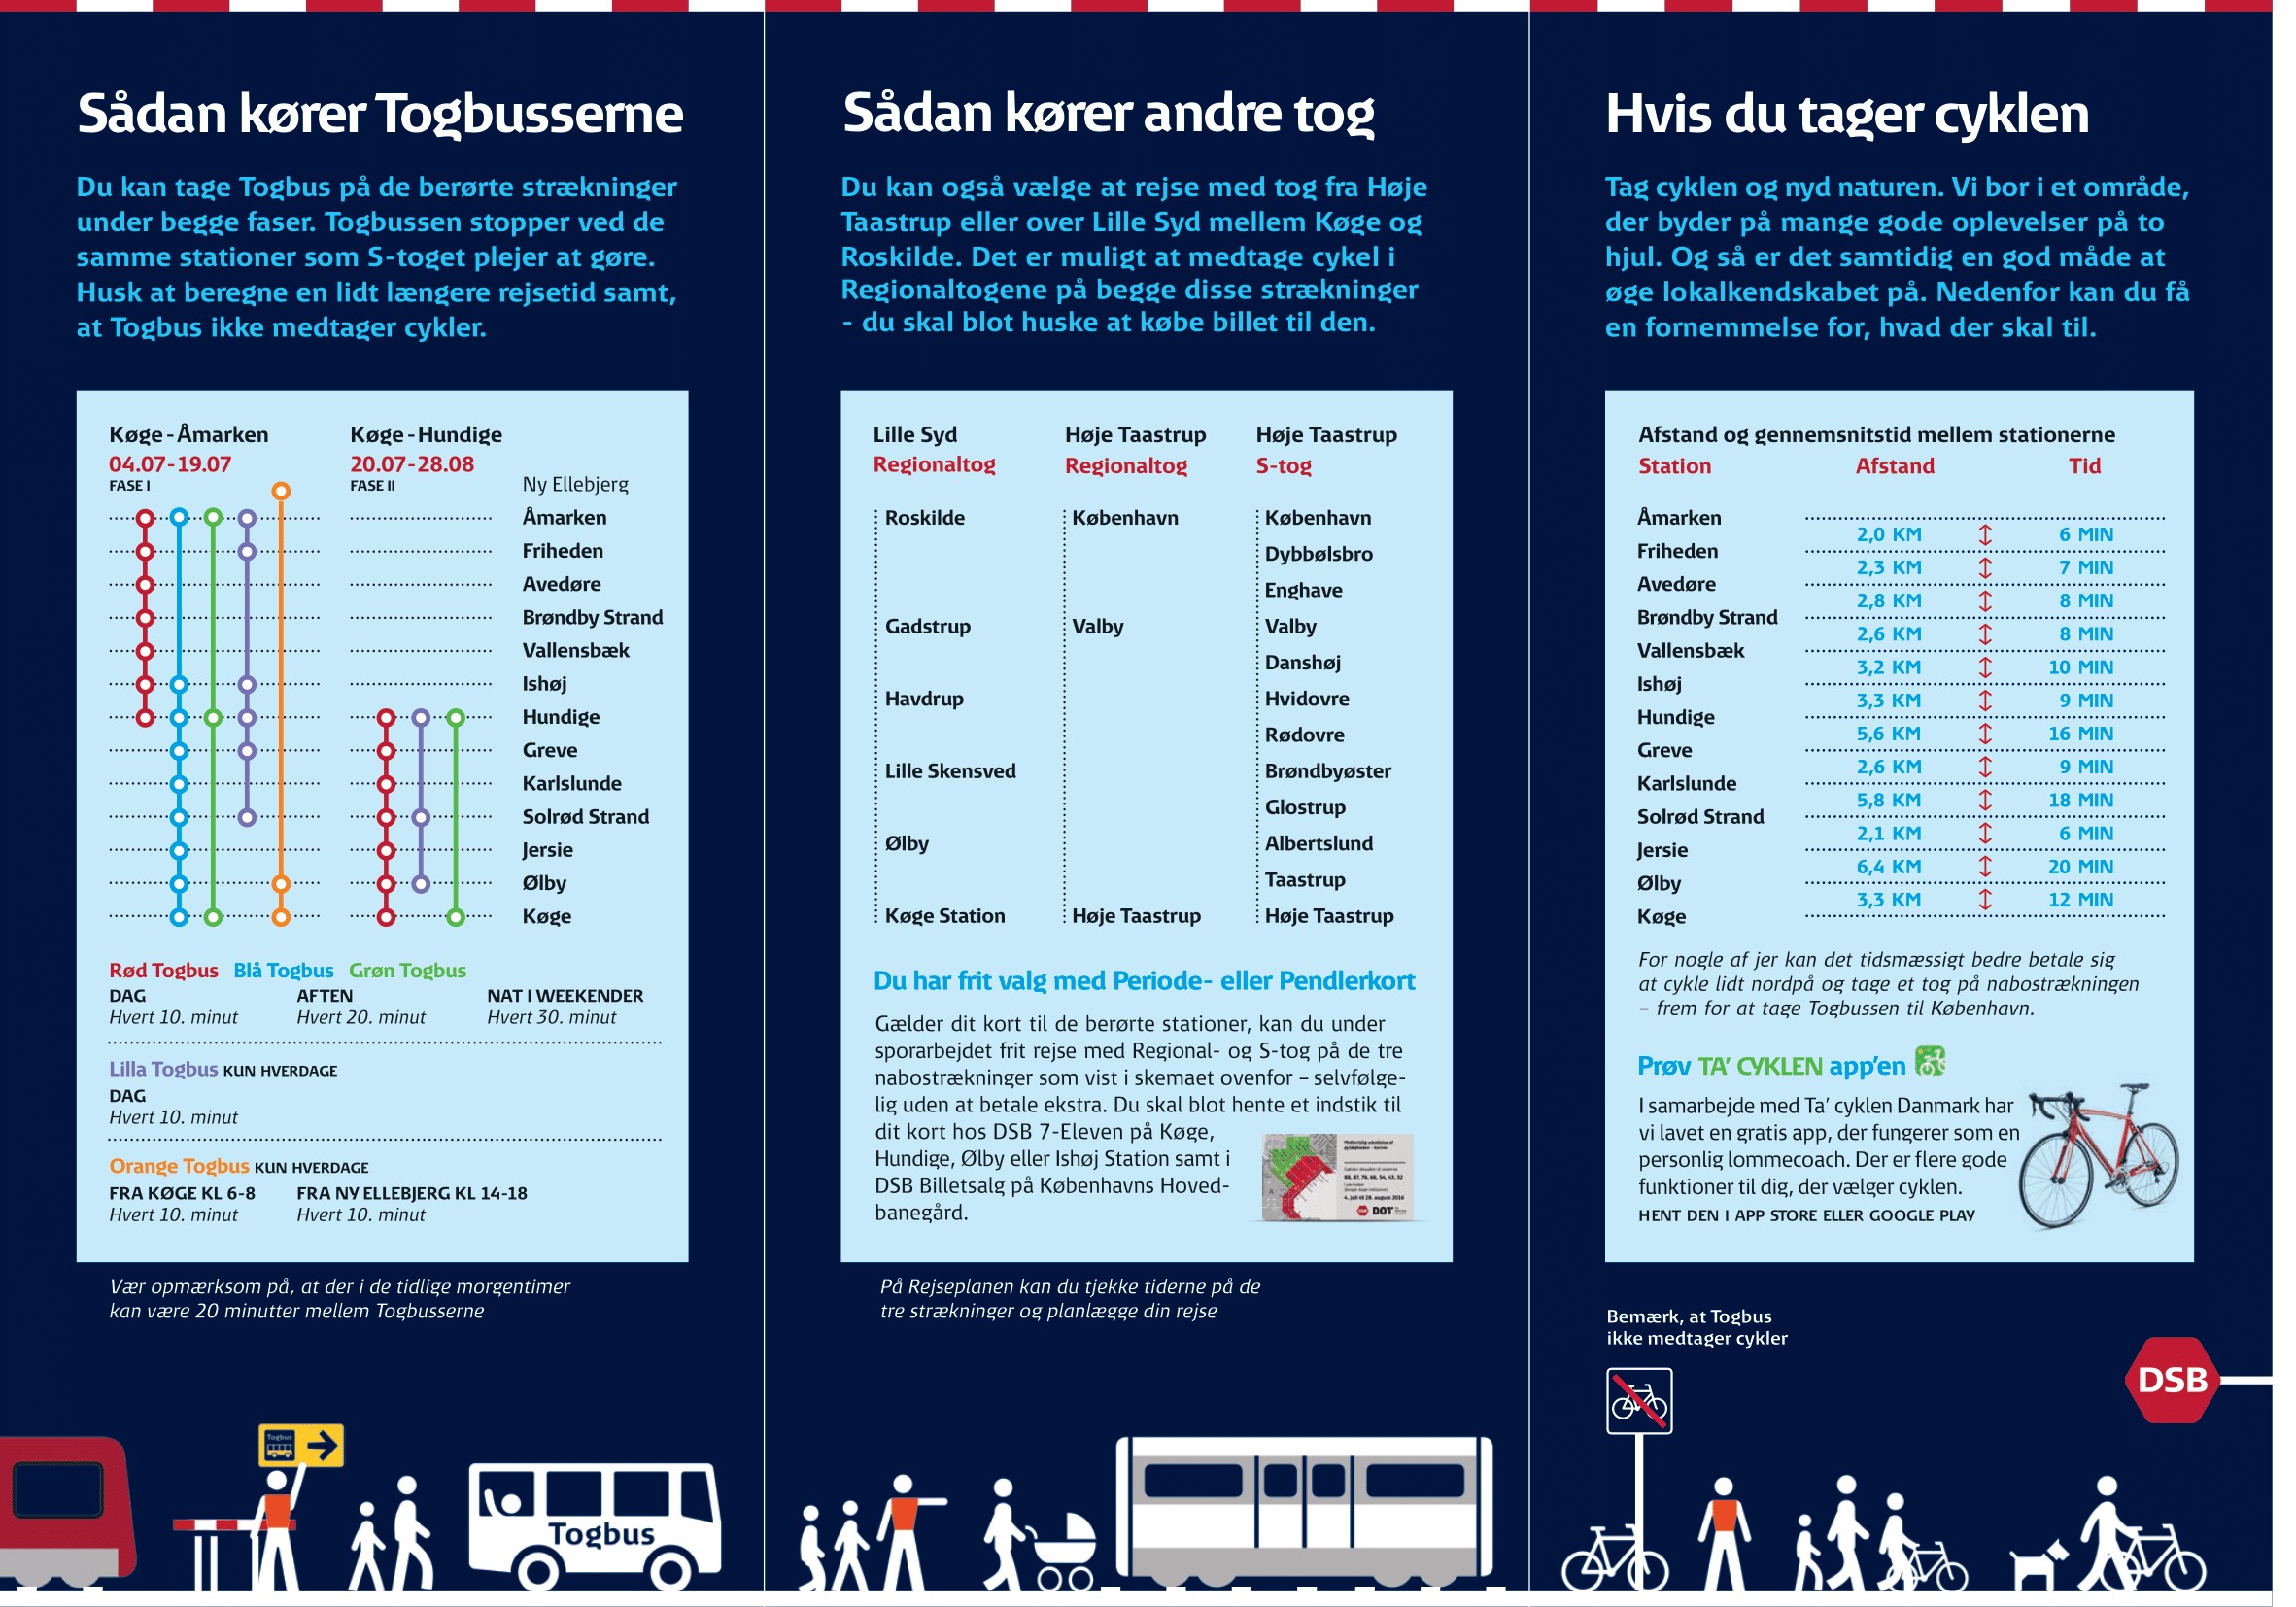 Sådan kører Togbusserne
Du kan tage Togbus på de berørte strækninger
under begge faser. Togbussen stopper ved de
samme stationer som S-toget plejer at gøre.
Husk at beregne en lidt længere rejsetid samt,
at Togbus ikke medtager cykler.
Køge - Åmarken
04.07 - 19.07
FASE I
Køge - Hundige
20.07 - 28.08
FASE II
Ny Ellebjerg
Åmarken
Friheden
Avedøre
Brøndby Strand
Vallensbæk
Ishøj
Hundige
Greve
Karlslunde
Solrød Strand
Jersie
Ølby
Køge
Rød Togbus Blå Togbus Grøn Togbus
DAG AFTEN NAT I WEEKENDER
Hvert 10. minut Hvert 20. minut Hvert 30. minut
Lilla Togbus KUN HVERDAGE
DAG
Hvert 10. minut
Orange Togbus KUN HVERDAGE
FRA KØGE KL 6-8 FRA NY ELLEBJERG KL 14-18
Hvert 10. minut Hvert 10. minut
Vær opmærksom på, at der i de tidlige morgentimer
kan være 20 minutter mellem Togbusserne
Togbus
Togbus
Sådan kører andre tog
Du kan også vælge at rejse med tog fra Høje
Taastrup eller over Lille Syd mellem Køge og
Roskilde. Det er muligt at medtage cykel i
Regionaltogene på begge disse strækninger
- du skal blot huske at købe billet til den.
Lille Syd
Regionaltog
Roskilde
Gadstrup
Havdrup
Lille Skensved
Ølby
Køge Station
Høje Taastrup
Regionaltog
København
Valby
Høje Taastrup
Høje Taastrup
S-tog
København
Dybbølsbro
Enghave
Valby
Danshøj
Hvidovre
Rødovre
Brøndbyøster
Glostrup
Albertslund
Taastrup
Høje Taastrup
Du har frit valg med Periode- eller Pendlerkort
Gælder dit kort til de berørte stationer, kan du under
sporarbejdet frit rejse med Regional- og S-tog på de tre
nabostrækninger som vist i skemaet ovenfor – selvfølge-
lig uden at betale ekstra. Du skal blot hente et indstik til
dit kort hos DSB 7-Eleven på Køge,
Hundige, Ølby eller Ishøj Station samt i
DSB Billetsalg på Københavns Hoved-
banegård.
DOT
På Rejseplanen kan du tjekke tiderne på de
tre strækninger og planlægge din rejse
Hvis du tager cyklen
Tag cyklen og nyd naturen. Vi bor i et område,
der byder på mange gode oplevelser på to
hjul. Og så er det samtidig en god måde at
øge lokalkendskabet på. Nedenfor kan du få
en fornemmelse for, hvad der skal til.
Afstand og gennemsnitstid mellem stationerne
Station Afstand Tid
Åmarken
2,0 KM 6 MIN
Friheden
2,3 KM 7 MIN
Avedøre
2,8 KM 8 MIN
Brøndby Strand
2,6 KM 8 MIN
Vallensbæk
3,2 KM 10 MIN
Ishøj
3,3 KM 9 MIN
Hundige
5,6 KM 16 MIN
Greve
2,6 KM 9 MIN
Karlslunde
5,8 KM 18 MIN
Solrød Strand
2,1 KM 6 MIN
Jersie
6,4 KM 20 MIN
Ølby
3,3 KM 12 MIN
Køge
For nogle af jer kan det tidsmæssigt bedre betale sig
at cykle lidt nordpå og tage et tog på nabostrækningen
– frem for at tage Togbussen til København.
Prøv TA' CYKLEN app'en
I samarbejde med Ta' cyklen Danmark har
vi lavet en gratis app, der fungerer som en
personlig lommecoach. Der er flere gode
funktioner til dig, der vælger cyklen.
HENT DEN I APP STORE ELLER GOOGLE PLAY
Bemærk, at Togbus
ikke medtager cykler
DSB